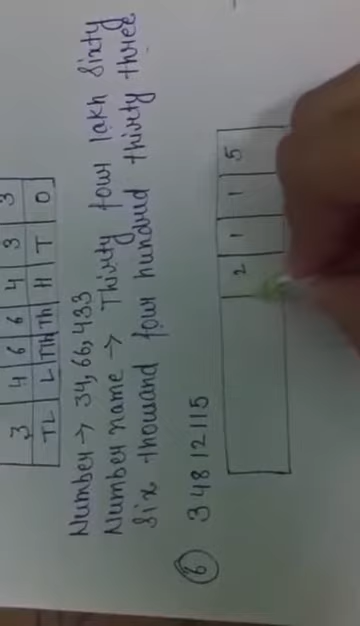 3 4 6 6 4 3 3
TL L TTh Th H T O
Number → 34,66,433
Number name → Thirty four lakh Sixty
Six thousand four hundred thirty three
6 34812115
2 1 1 5